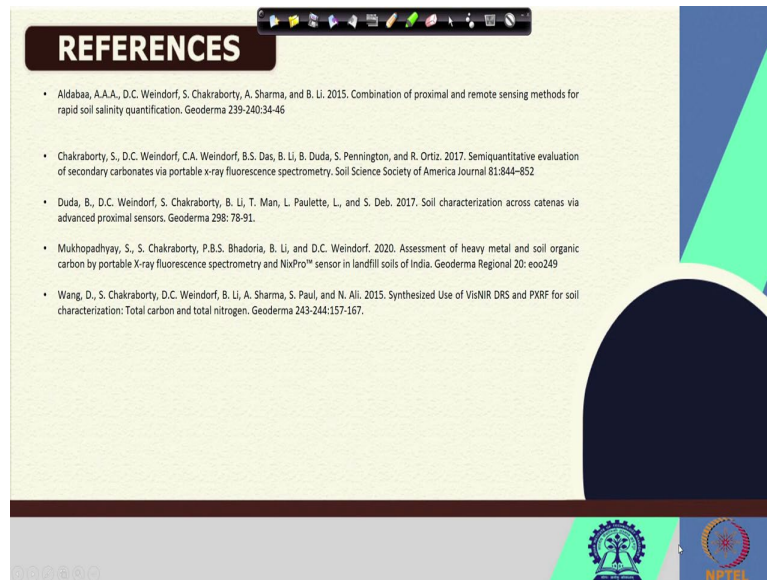 REFERENCES
• Aldabaa, A.A.A., D.C. Weindorf, S. Chakraborty, A. Sharma, and B. Li. 2015. Combination of proximal and remote sensing methods for
rapid soil salinity quantification. Geoderma 239-240:34-46
• Chakraborty, S., D.C. Weindorf, C.A. Weindorf, B.S. Das, B. Li, B. Duda, S. Pennington, and R. Ortiz. 2017. Semiquantitative evaluation
of secondary carbonates via portable x-ray fluorescence spectrometry. Soil Science Society of America Journal 81:844–852
• Duda, B., D.C. Weindorf, S. Chakraborty, B. Li, T. Man, L. Paulette, L., and S. Deb. 2017. Soil characterization across catenas via
advanced proximal sensors. Geoderma 298: 78-91.
• Mukhopadhyay, S., S. Chakraborty, P.B.S. Bhadoria, B. Li, and D.C. Weindorf. 2020. Assessment of heavy metal and soil organic
carbon by portable X-ray fluorescence spectrometry and NixPro™ sensor in landfill soils of India. Geoderma Regional 20: e00249
• Wang, D., S. Chakraborty, D.C. Weindorf, B. Li, A. Sharma, S. Paul, and N. Ali. 2015. Synthesized Use of VisNIR DRS and PXRF for soil
characterization: Total carbon and total nitrogen. Geoderma 243-244:157-167.
NPTEL